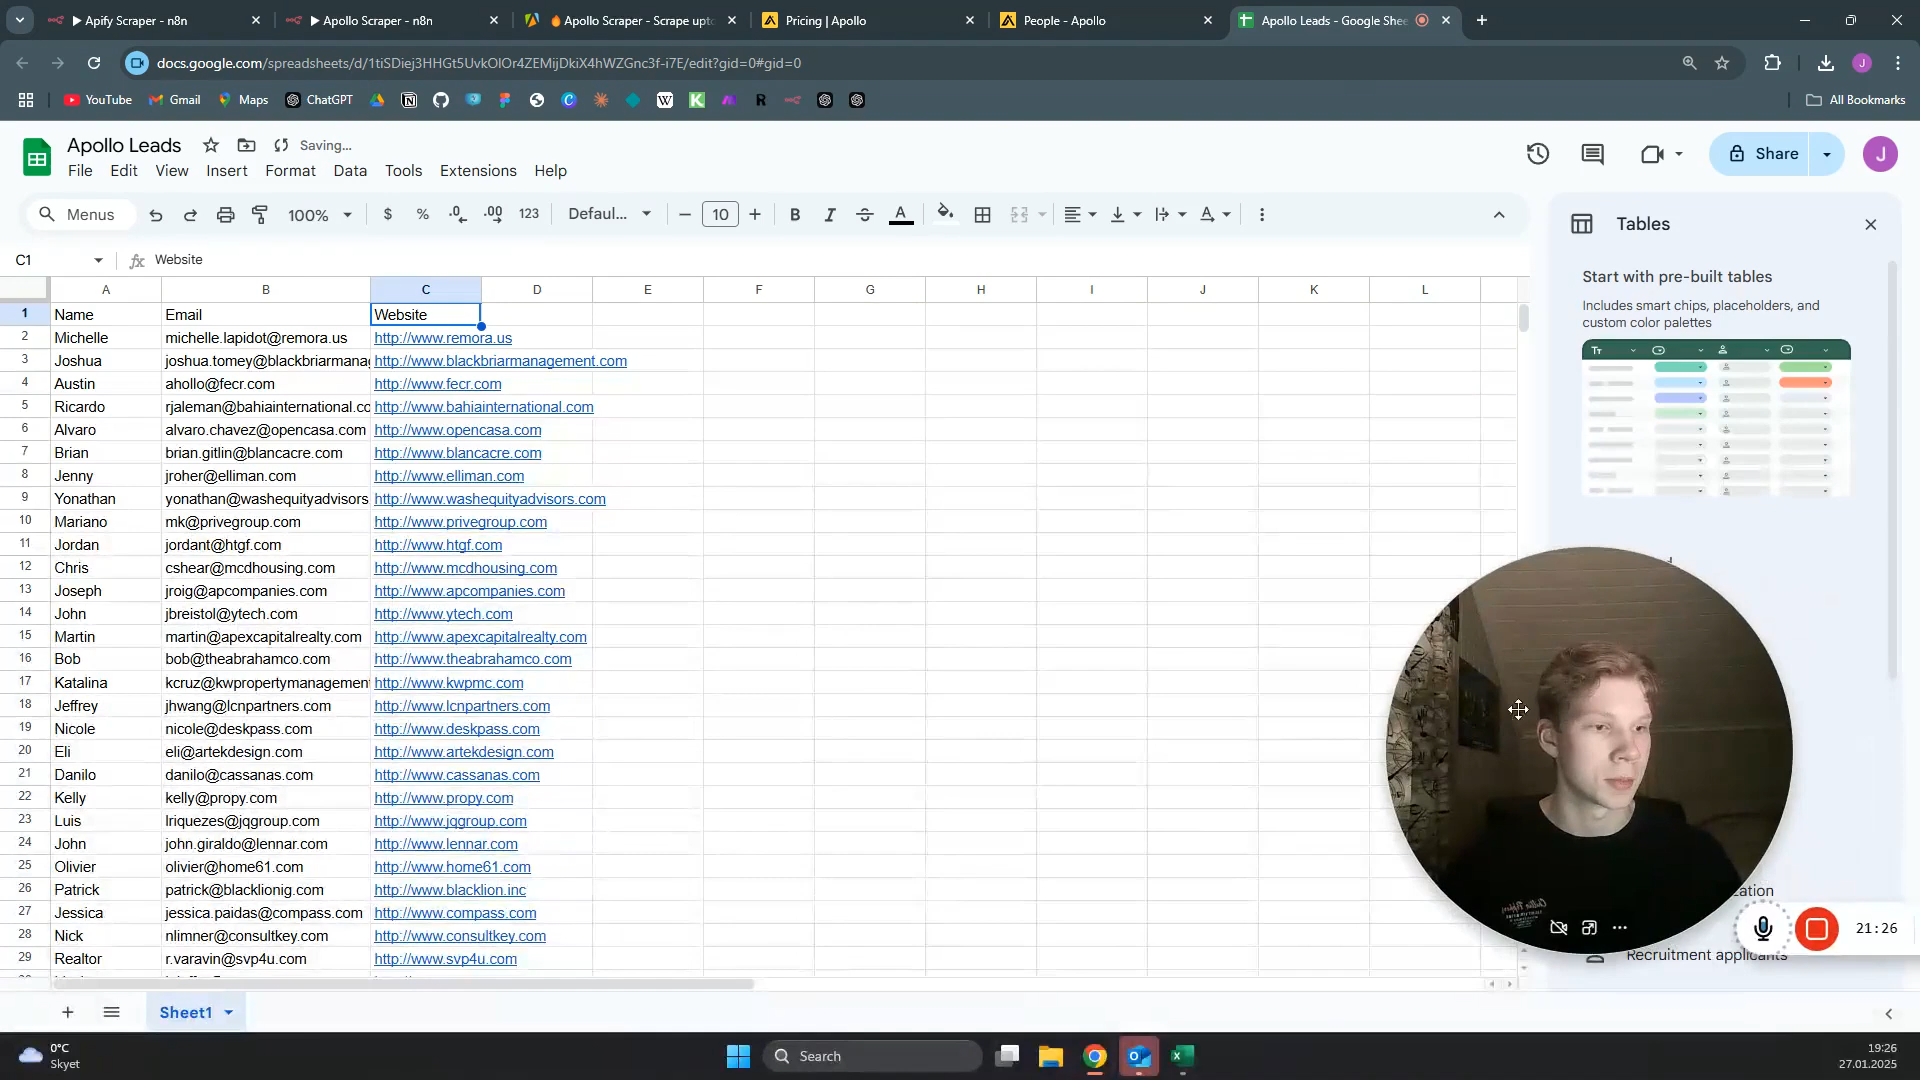 Apify Scraper - n8n
Apollo Scraper - n8n
Apollo Scraper - Scrape upto
Pricing | Apollo
People - Apollo
Apollo Leads - Google Shee
docs.google.com/spreadsheets/d/1tiSDiej3HHGt5UvkOlOr4ZEMijDkiX4hWZGnc3f-i7E/edit?gid=0#gid=0
J
YouTube
Gmail
Maps
ChatGPT
All Bookmarks
Apollo Leads
Saving...
File Edit View Insert Format Data Tools Extensions Help
Share
J
Menus
100%
$ % .0 .00 123
Defaul...
10
B I A
Tables
C1
Website
Start with pre-built tables
Includes smart chips, placeholders, and
custom color palettes
A B C D E F G H I J K L
1 Name Email Website
2 Michelle michelle.lapidot@remora.us http://www.remora.us
3 Joshua joshua.tomey@blackbriarmanag http://www.blackbriarmanagement.com
4 Austin ahollo@fecr.com http://www.fecr.com
5 Ricardo rjaleman@bahiainternational.co http://www.bahiainternational.com
6 Alvaro alvaro.chavez@opencasa.com http://www.opencasa.com
7 Brian brian.gitlin@blancacre.com http://www.blancacre.com
8 Jenny jroher@elliman.com http://www.elliman.com
9 Yonathan yonathan@washequityadvisors http://www.washequityadvisors.com
10 Mariano mk@privegroup.com http://www.privegroup.com
11 Jordan jordant@htgf.com http://www.htgf.com
12 Chris cshear@mcdhousing.com http://www.mcdhousing.com
13 Joseph jroig@apcompanies.com http://www.apcompanies.com
14 John jbreistol@ytech.com http://www.ytech.com
15 Martin martin@apexcapitalrealty.com http://www.apexcapitalrealty.com
16 Bob bob@theabrahamco.com http://www.theabrahamco.com
17 Katalina kcruz@kwpropertymanagement http://www.kwpmc.com
18 Jeffrey jhwang@lcnpartners.com http://www.lcnpartners.com
19 Nicole nicole@deskpass.com http://www.deskpass.com
20 Eli eli@artekdesign.com http://www.artekdesign.com
21 Danilo danilo@cassanas.com http://www.cassanas.com
22 Kelly kelly@propy.com http://www.propy.com
23 Luis lriquezes@jqgroup.com http://www.jqgroup.com
24 John john.giraldo@lennar.com http://www.lennar.com
25 Olivier olivier@home61.com http://www.home61.com
26 Patrick patrick@blacklionig.com http://www.blacklion.inc
27 Jessica jessica.paidas@compass.com http://www.compass.com
28 Nick nlimner@consultkey.com http://www.consultkey.com
29 Realtor r.varavin@svp4u.com http://www.svp4u.com
zation
21:26
Recruitment applicants
Sheet1
0°C
Skyet
Search
19:26
27.01.2025